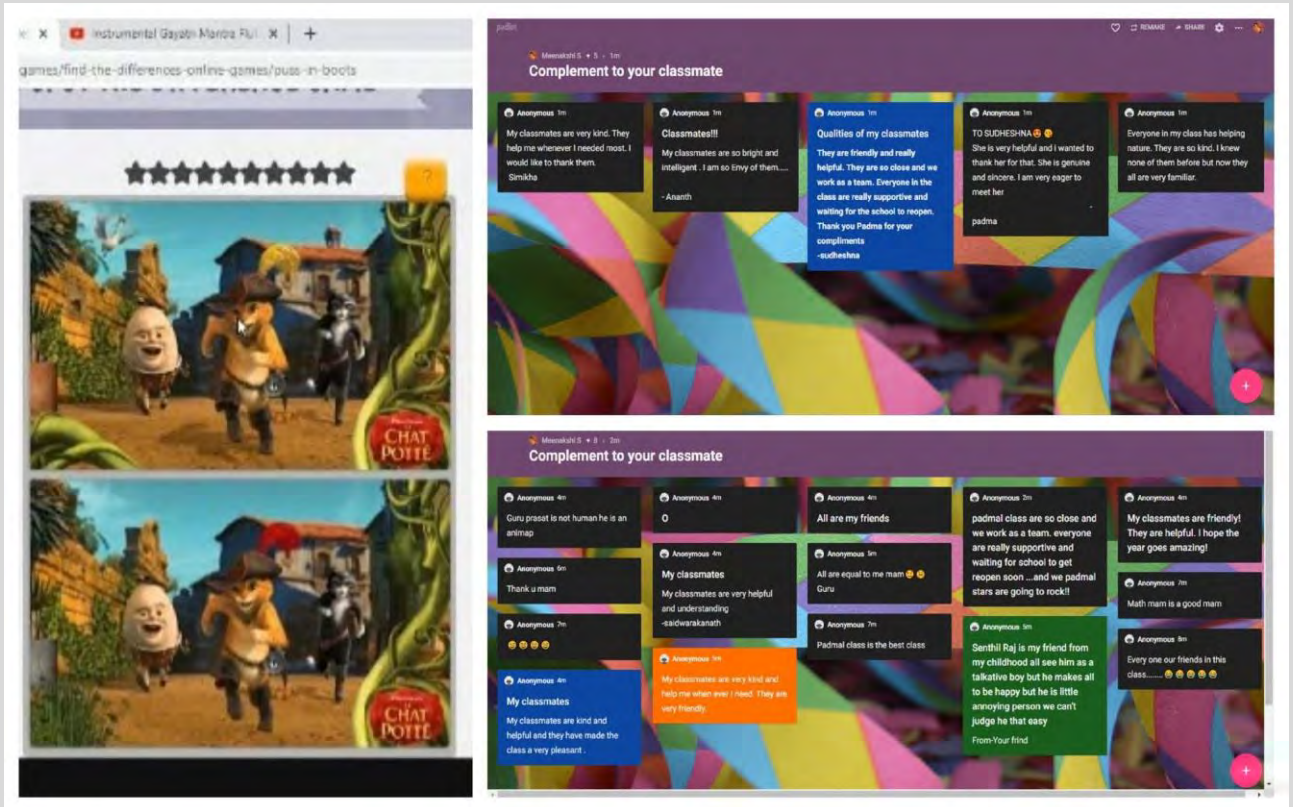 Instrumental Gayatri Mantra Flu
games/find-the-differences-online-games/puss-in-boots
?
CHAT
POTTÉ
CHAT
POTTÉ
padlet
REMAKE
SHARE
Meenakshi S + 5 · 1m
Complement to your classmate
Anonymous 1m
My classmates are very kind. They
help me whenever I needed most. I
would like to thank them.
Simikha
Anonymous 1m
Classmates!!!
My classmates are so bright and
intelligent . I am so Envy of them.....
- Ananth
Anonymous 1m
Qualities of my classmates
They are friendly and really
helpful. They are so close and we
work as a team. Everyone in the
class are really supportive and
waiting for the school to reopen.
Thank you Padma for your
compliments
-sudheshna
Anonymous 1m
TO SUDHESHNA
She is very helpful and i wanted to
thank her for that. She is genuine
and sincere. I am very eager to
meet her
padma
Anonymous 1m
Everyone in my class has helping
nature. They are so kind. I knew
none of them before but now they
all are very familiar.
Meenakshi S + 8 · 2m
Complement to your classmate
Anonymous 4m
Guru prasat is not human he is an
animap
Anonymous 6m
Thank u mam
Anonymous 7m
Anonymous 4m
My classmates
My classmates are kind and
helpful and they have made the
class a very pleasant .
Anonymous 4m
O
Anonymous 4m
My classmates
My classmates are very helpful
and understanding
-saidwarakanath
Anonymous 5m
My classmates are very kind and
help me when ever I need. They are
very friendly.
Anonymous 4m
All are my friends
Anonymous 5m
All are equal to me mam
Guru
Anonymous 7m
Padmal class is the best class
Anonymous 2m
padmal class are so close and
we work as a team. everyone
are really supportive and
waiting for school to get
reopen soon ...and we padmal
stars are going to rock!!
Anonymous 5m
Senthil Raj is my friend from
my childhood all see him as a
talkative boy but he makes all
to be happy but he is little
annoying person we can't
judge he that easy
From-Your frind
Anonymous 4m
My classmates are friendly!
They are helpful. I hope the
year goes amazing!
Anonymous 7m
Math mam is a good mam
Anonymous 8m
Every one our friends in this
class........